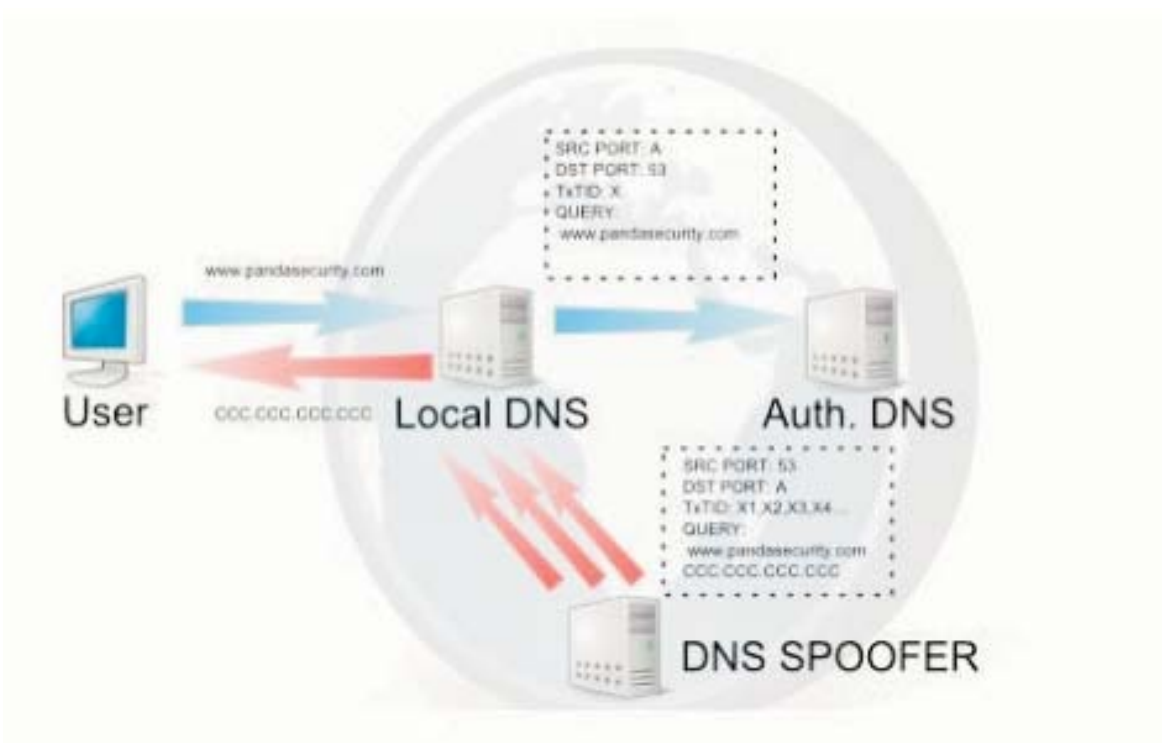 SRC PORT: A
DST PORT: 53
TxTID: X
QUERY:
www.pandasecurity.com
www.pandasecurity.com
User
CCC.CCC.CCC.CCC
Local DNS
Auth. DNS
SRC PORT: 53
DST PORT: A
TxTID: X1,X2,X3,X4...
QUERY:
www.pandasecurity.com
CCC.CCC.CCC.CCC
DNS SPOOFER